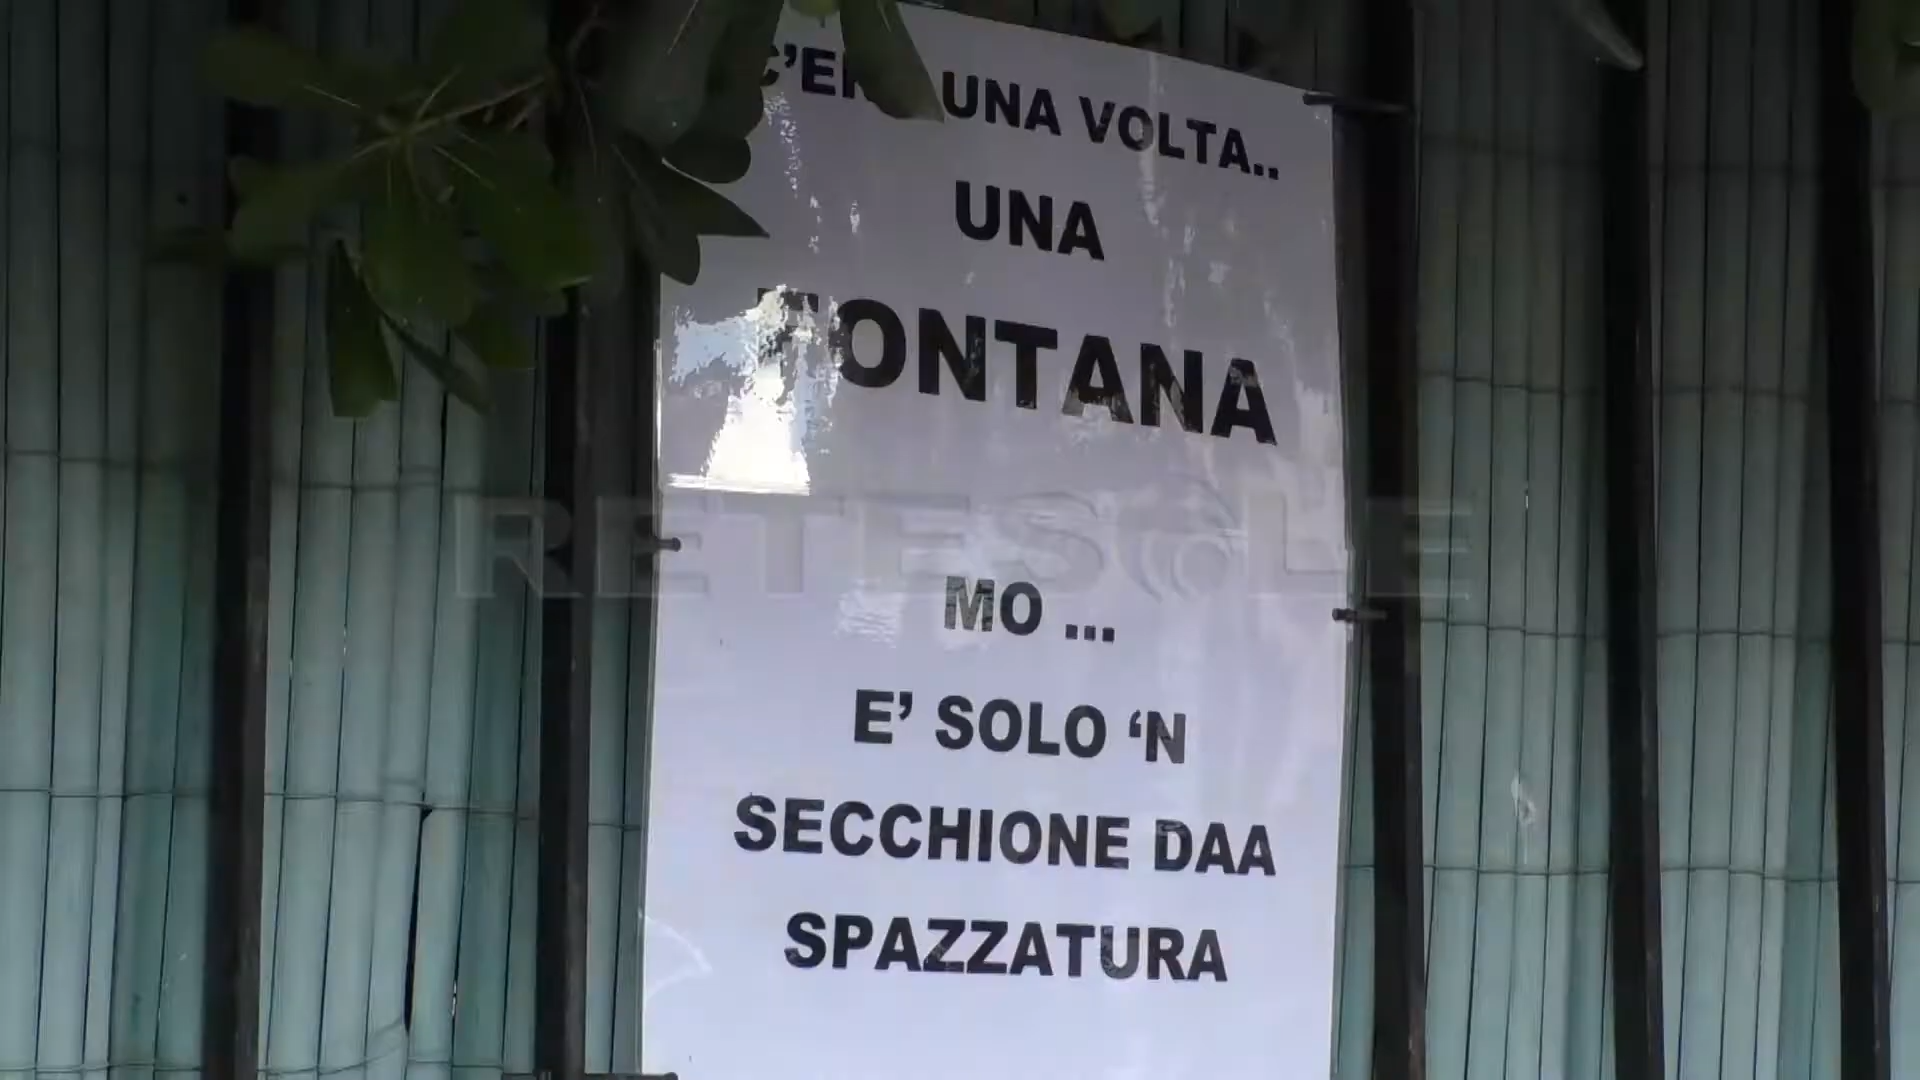 C'ERA UNA VOLTA..
UNA
FONTANA
RETESOLE
MO ...
E' SOLO 'N
SECCHIONE DAA
SPAZZATURA